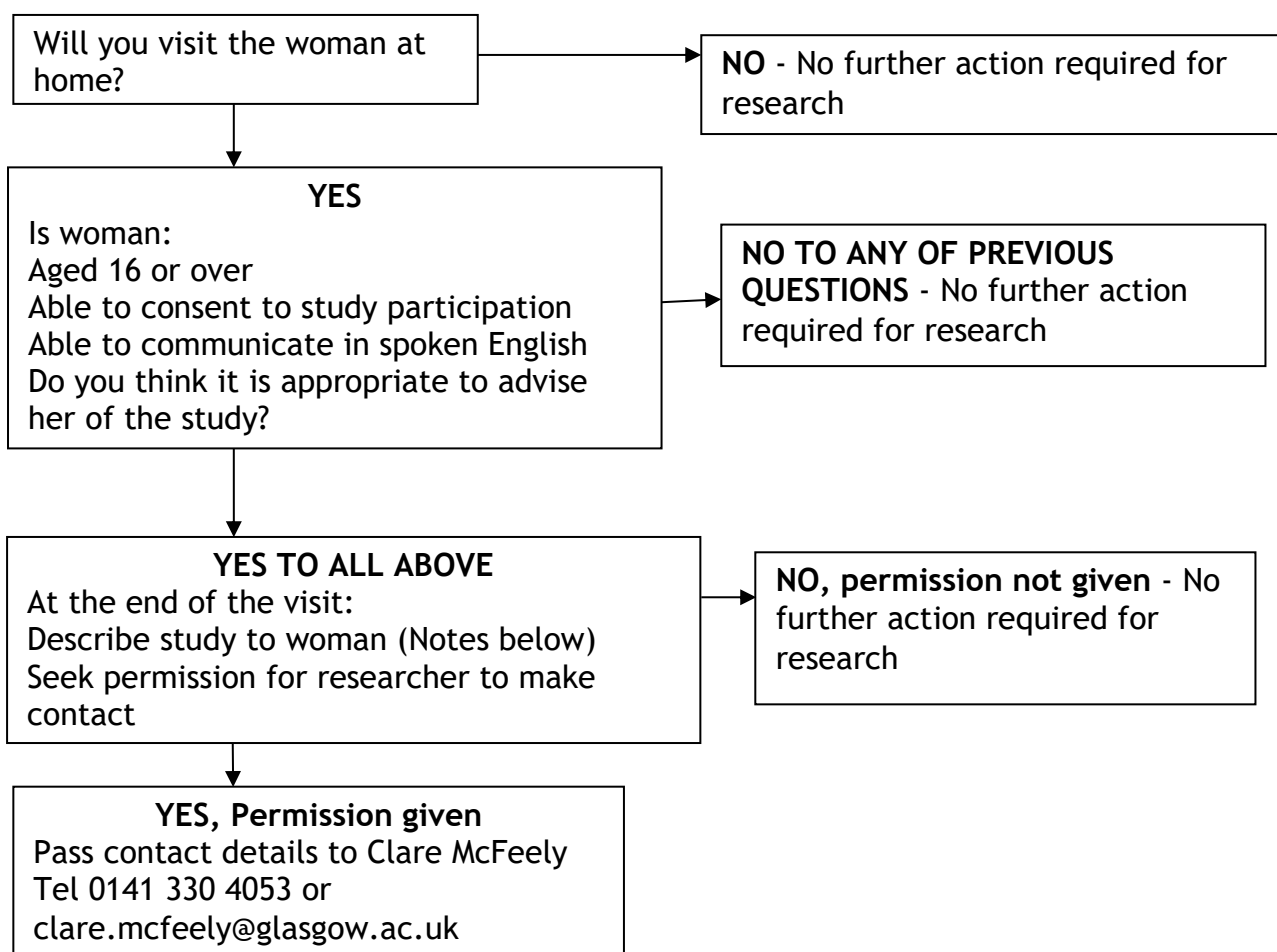 Will you visit the woman at
home?
NO - No further action required for
research
YES
Is woman:
Aged 16 or over
Able to consent to study participation
Able to communicate in spoken English
Do you think it is appropriate to advise
her of the study?
NO TO ANY OF PREVIOUS
QUESTIONS - No further action
required for research
YES TO ALL ABOVE
At the end of the visit:
Describe study to woman (Notes below)
Seek permission for researcher to make
contact
NO, permission not given - No
further action required for
research
YES, Permission given
Pass contact details to Clare McFeely
Tel 0141 330 4053 or
clare.mcfeely@glasgow.ac.uk